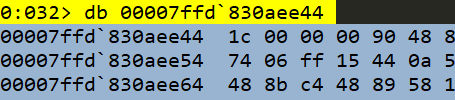 0:032> db 00007ffd`830aee44
00007ffd`830aee44  1c 00 00 00 90 48 8
00007ffd`830aee54  74 06 ff 15 44 0a 5
00007ffd`830aee64  48 8b c4 48 89 58 1